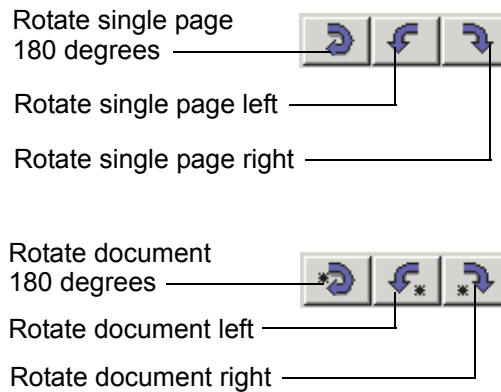 Rotate single page
180 degrees
Rotate single page left
Rotate single page right
Rotate document
180 degrees
Rotate document left
Rotate document right